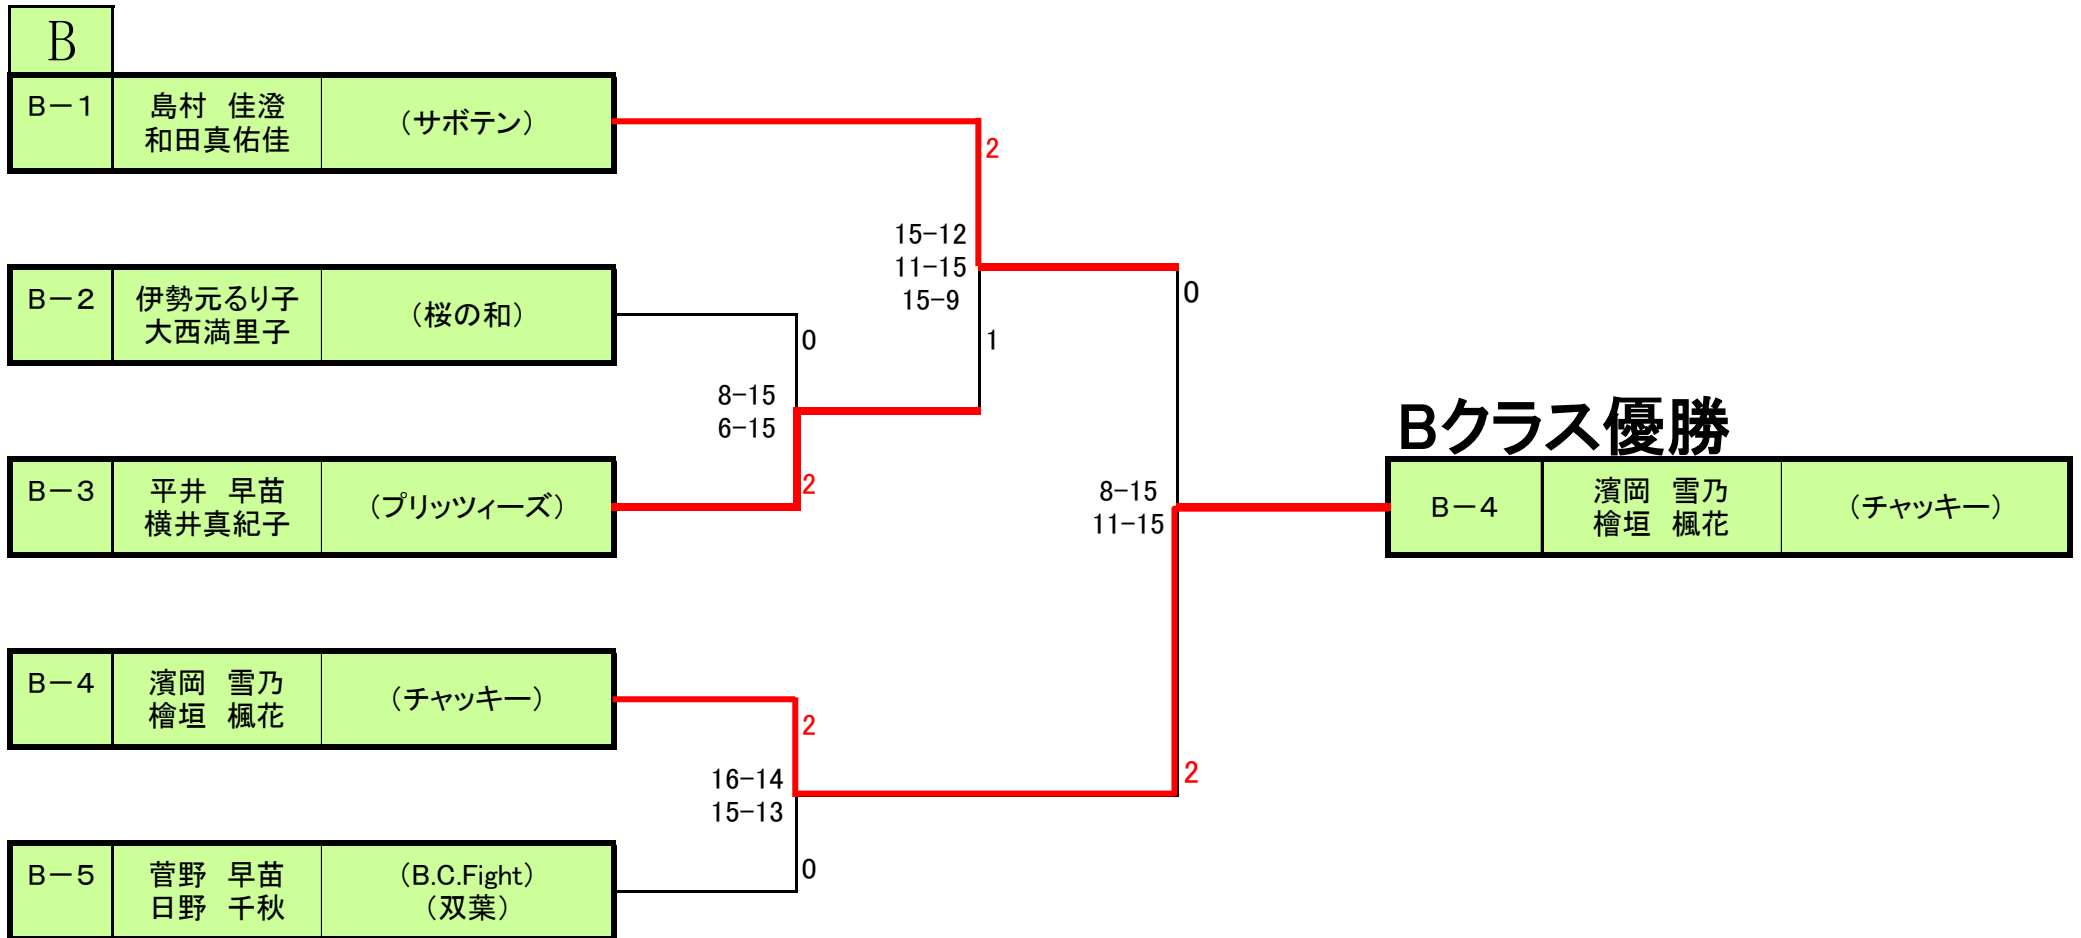 B
B－1
島村　佳澄
和田真佑佳
（サボテン）
2
15-12
11-15
15-9
0
B－2
伊勢元るり子
大西満里子
（桜の和）
0
1
8-15
6-15
Bクラス優勝
B－3
平井　早苗
横井真紀子
（プリッツィーズ）
2
8-15
11-15
B－4
濱岡　雪乃
檜垣　楓花
（チャッキー）
B－4
濱岡　雪乃
檜垣　楓花
（チャッキー）
2
16-14
15-13
2
B－5
菅野　早苗
日野　千秋
（B.C.Fight）
（双葉）
0